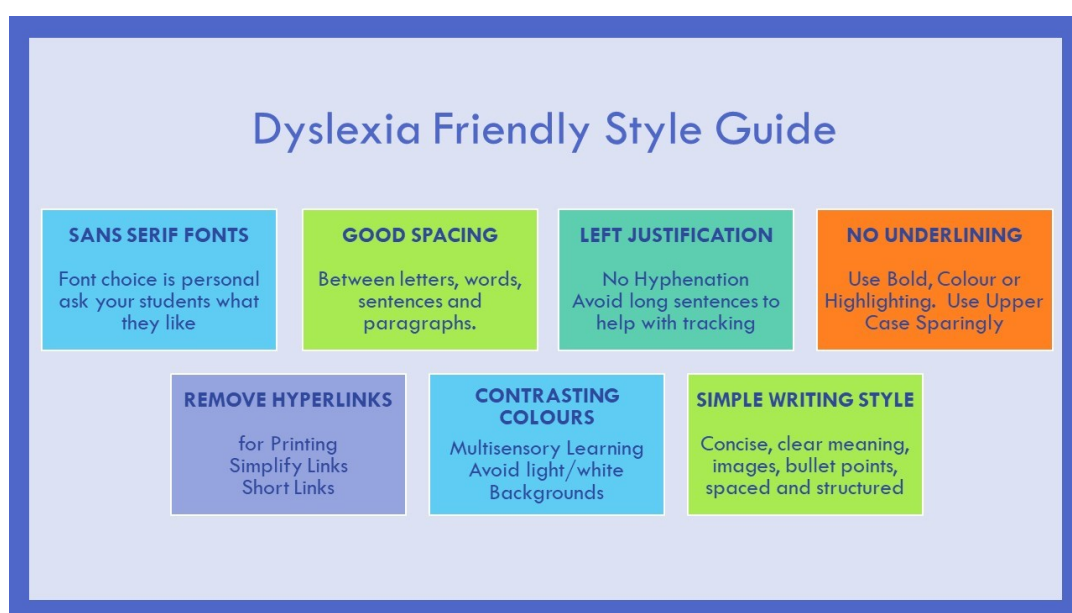 Dyslexia Friendly Style Guide
SANS SERIF FONTS
Font choice is personal
ask your students what
they like
GOOD SPACING
Between letters, words,
sentences and
paragraphs.
LEFT JUSTIFICATION
No Hyphenation
Avoid long sentences to
help with tracking
NO UNDERLINING
Use Bold, Colour or
Highlighting.  Use Upper
Case Sparingly
REMOVE HYPERLINKS
for Printing
Simplify Links
Short Links
CONTRASTING
COLOURS
Multisensory Learning
Avoid light/white
Backgrounds
SIMPLE WRITING STYLE
Concise, clear meaning,
images, bullet points,
spaced and structured